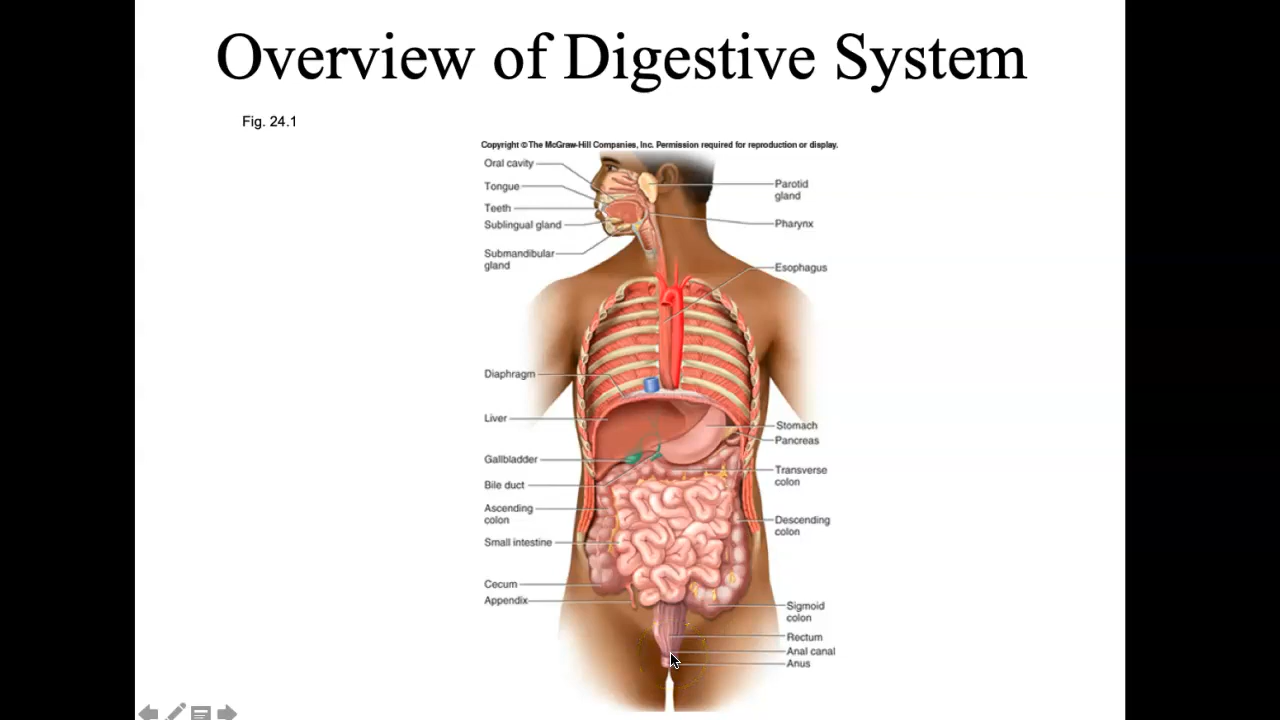 Overview of Digestive System
Fig. 24.1
Copyright © The McGraw-Hill Companies, Inc. Permission required for reproduction or display.
Oral cavity
Tongue
Teeth
Sublingual gland
Submandibular
gland
Diaphragm
Liver
Gallbladder
Bile duct
Ascending
colon
Small intestine
Cecum
Appendix
Parotid
gland
Pharynx
Esophagus
Stomach
Pancreas
Transverse
colon
Descending
colon
Sigmoid
colon
Rectum
Anal canal
Anus